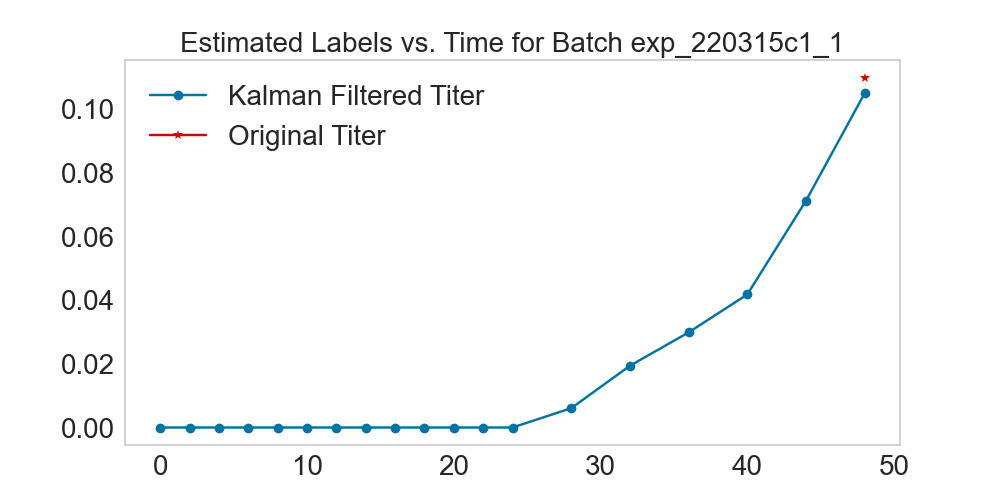 Estimated Labels vs. Time for Batch exp_220315c1_1
Kalman Filtered Titer
Original Titer
0.10
0.08
0.06
0.04
0.02
0.00
0 10 20 30 40 50